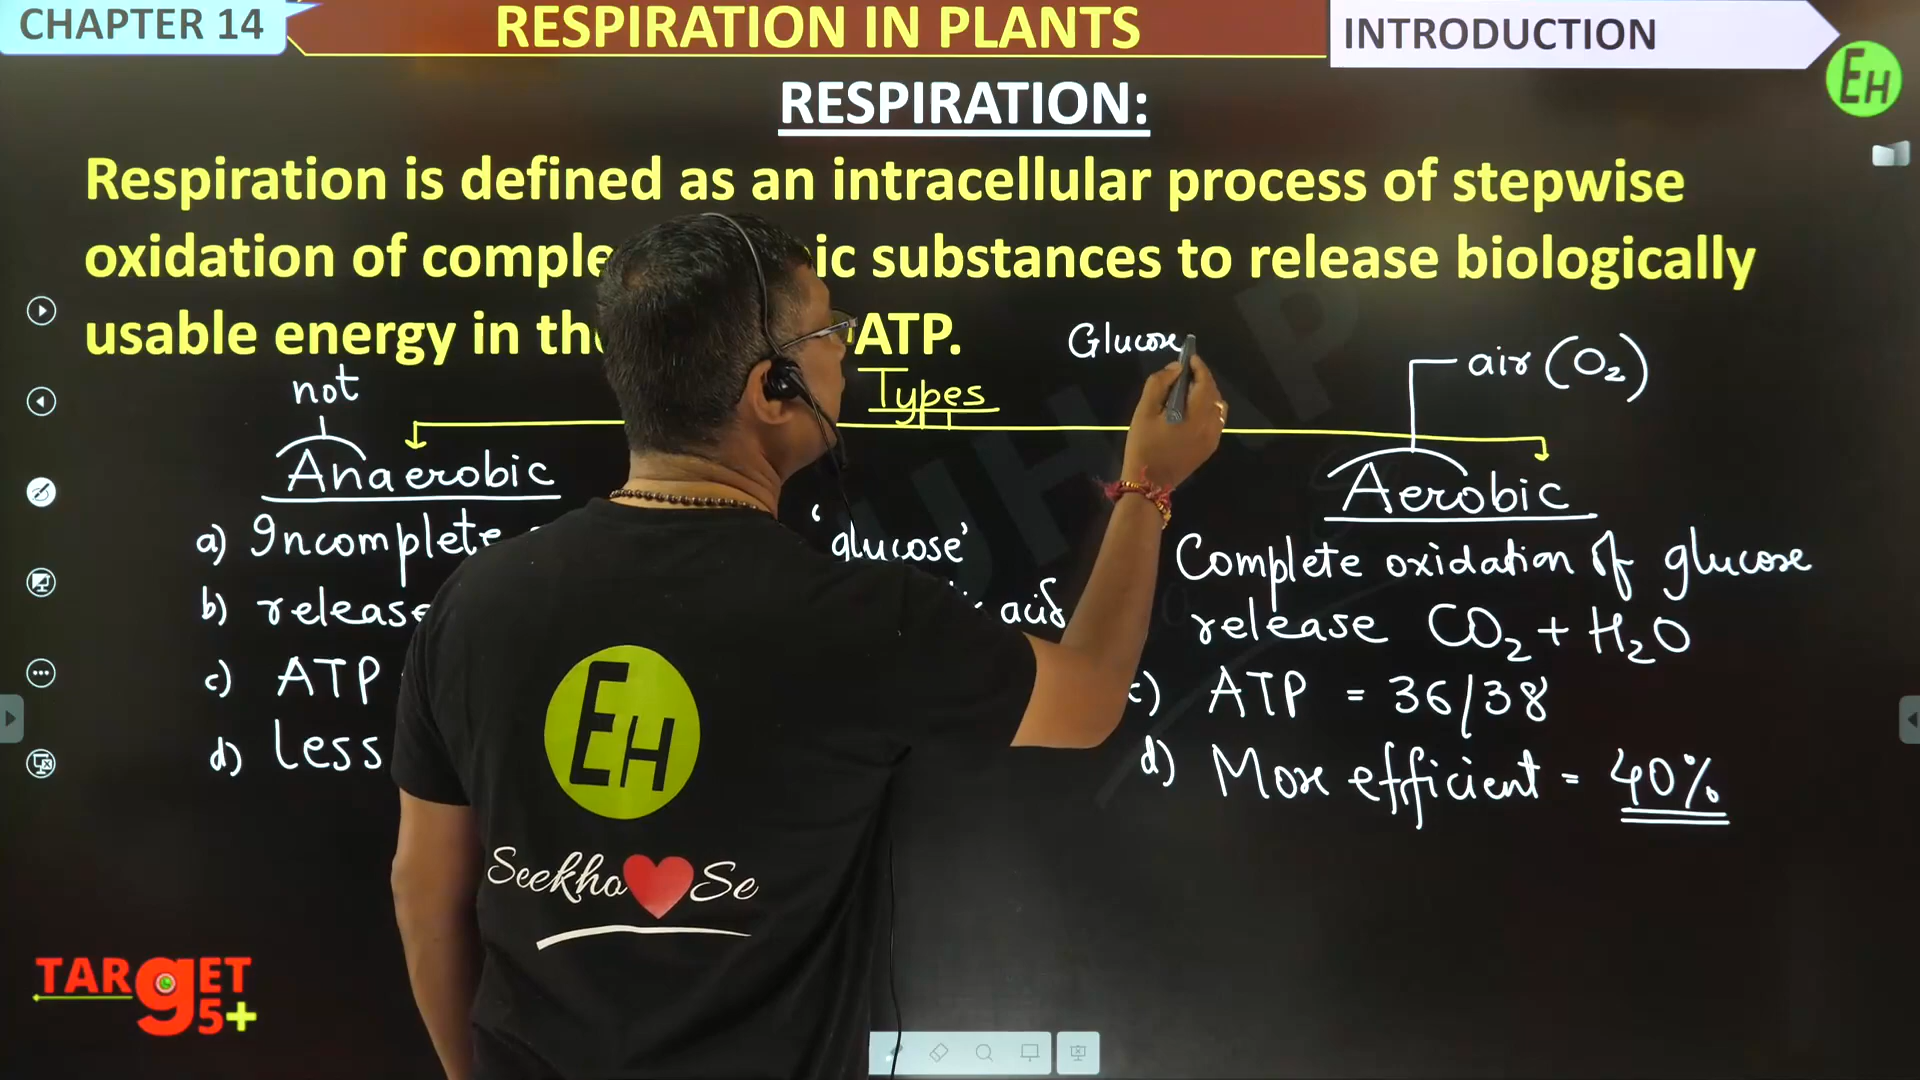 CHAPTER 14
RESPIRATION IN PLANTS
INTRODUCTION
EH
RESPIRATION:
Respiration is defined as an intracellular process of stepwise
oxidation of comple ic substances to release biologically
usable energy in th ATP.
Glucose
not
Types
air (O₂)
Anaerobic
Aerobic
a) Incomplete 'glucose'
Complete oxidation of glucose
b) release acid
release CO₂ + H₂O
c) ATP
c) ATP = 36/38
d) Less
d) More efficient = 40%
EH
Seekho ❤ Se
TARGET
95+